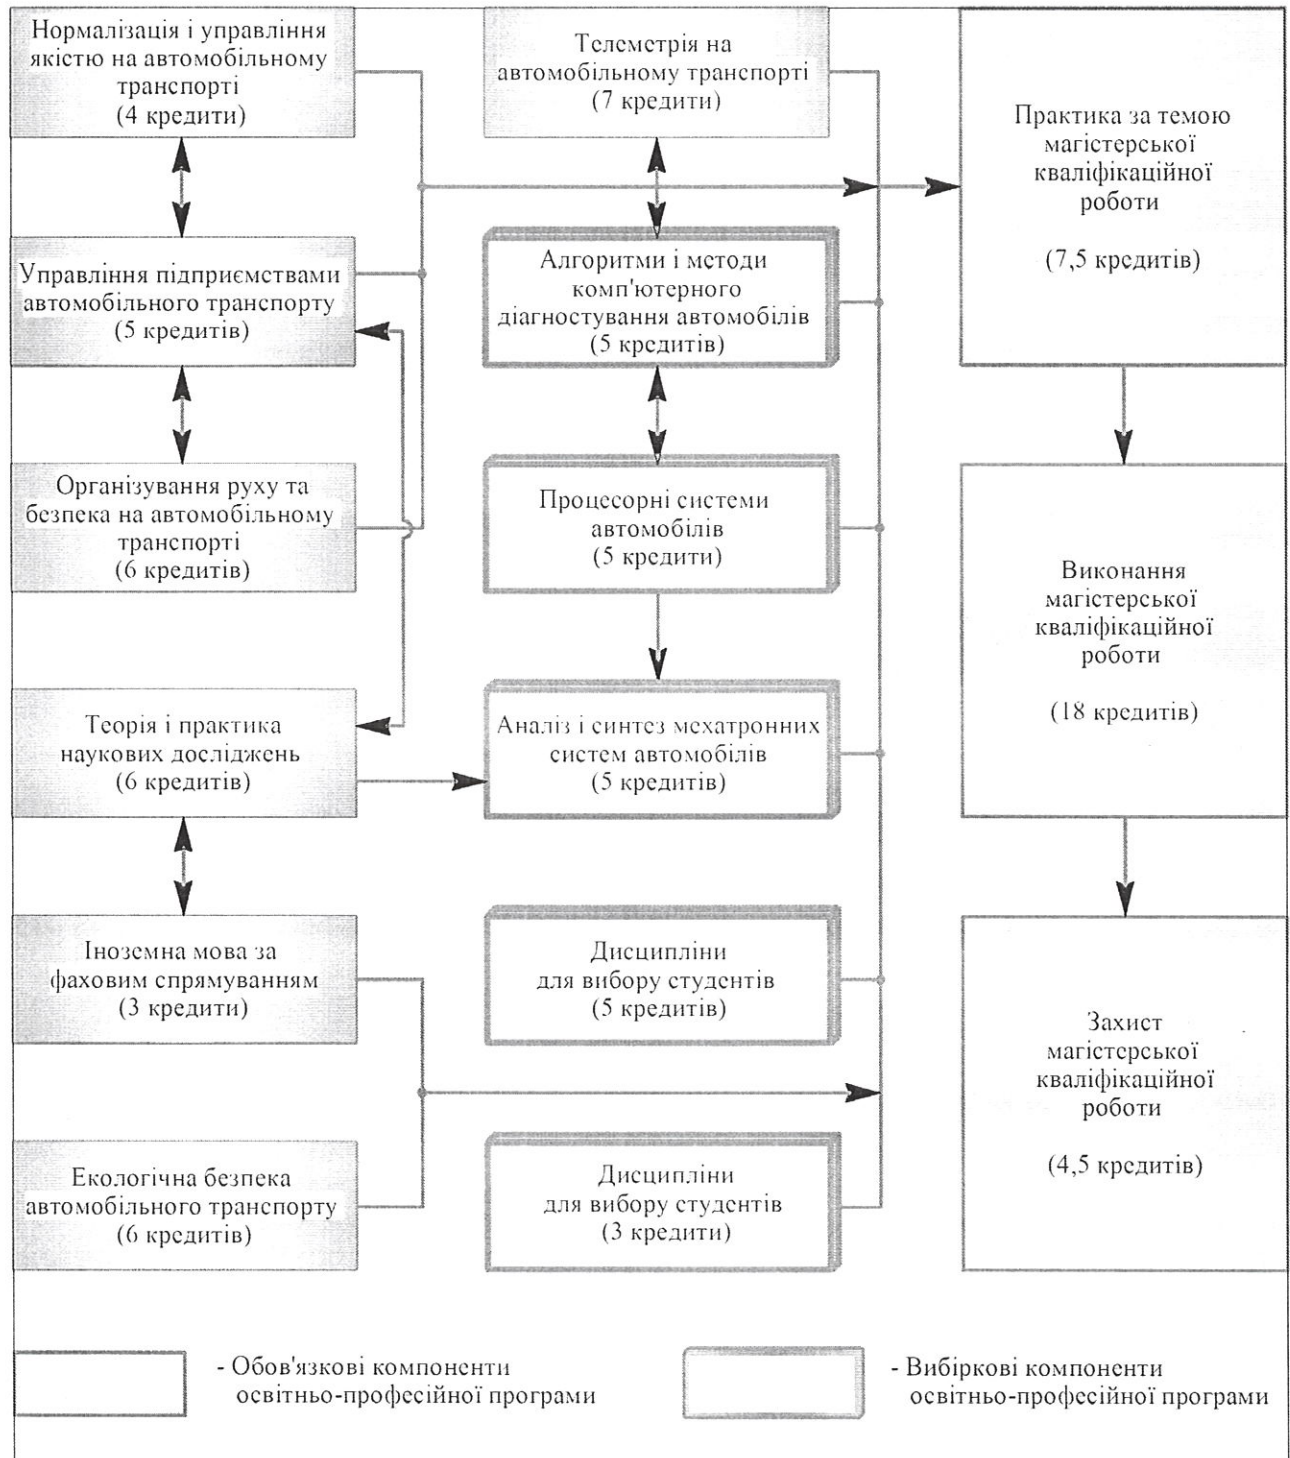 Нормалізація і управління
якістю на автомобільному
транспорті
(4 кредити)
Телеметрія на
автомобільному транспорті
(7 кредити)
Практика за темою
магістерської
кваліфікаційної
роботи
(7,5 кредитів)
Управління підприємствами
автомобільного транспорту
(5 кредитів)
Алгоритми і методи
комп'ютерного
діагностування автомобілів
(5 кредитів)
Організування руху та
безпека на автомобільному
транспорті
(6 кредитів)
Процесорні системи
автомобілів
(5 кредити)
Виконання
магістерської
кваліфікаційної
роботи
(18 кредитів)
Теорія і практика
наукових досліджень
(6 кредитів)
Аналіз і синтез мехатронних
систем автомобілів
(5 кредитів)
Іноземна мова за
фаховим спрямуванням
(3 кредити)
Дисципліни
для вибору студентів
(5 кредитів)
Захист
магістерської
кваліфікаційної
роботи
(4,5 кредитів)
Екологічна безпека
автомобільного транспорту
(6 кредитів)
Дисципліни
для вибору студентів
(3 кредити)
- Обов'язкові компоненти
освітньо-професійної програми
- Вибіркові компоненти
освітньо-професійної програми